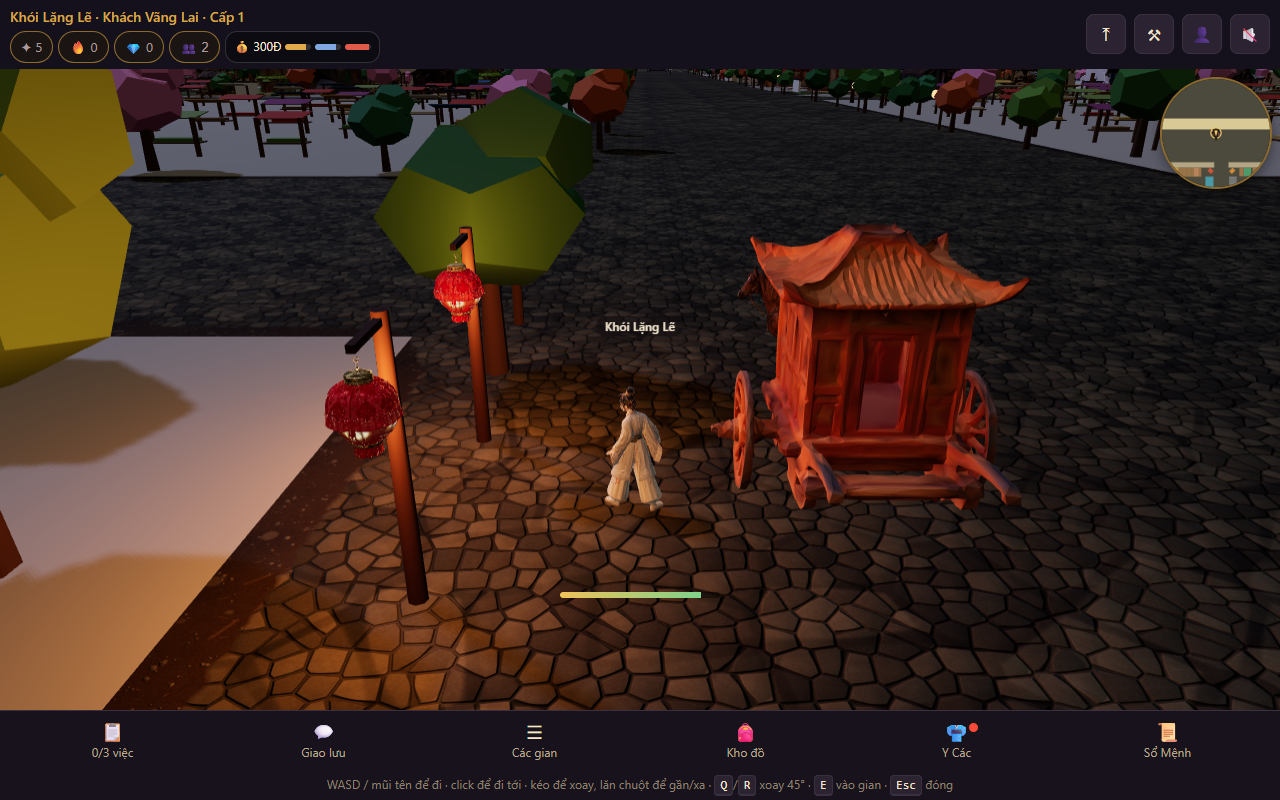 Khói Lặng Lẽ · Khách Vãng Lai · Cấp 1
5
0
0
2
300Đ
Khói Lặng Lẽ
0/3 việc
Giao lưu
Các gian
Kho đồ
Y Các
Sổ Mệnh
WASD / mũi tên để đi · click để đi tới · kéo để xoay, lăn chuột để gần/xa · Q / R xoay 45° · E vào gian · Esc đóng